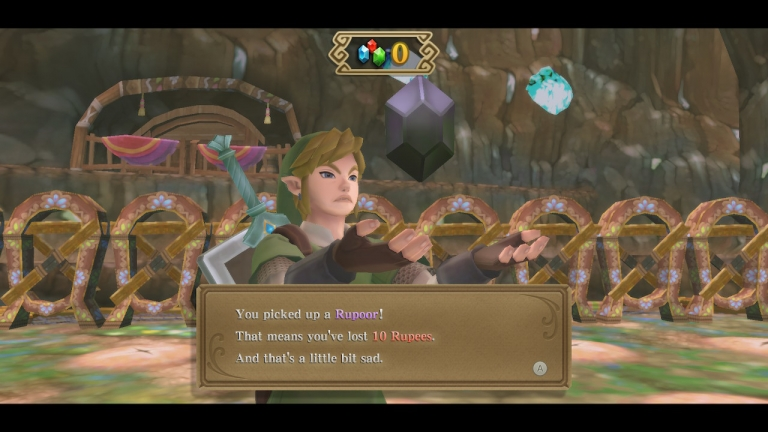 0
You picked up a Rupoor!
That means you've lost 10 Rupees.
And that's a little bit sad.
A